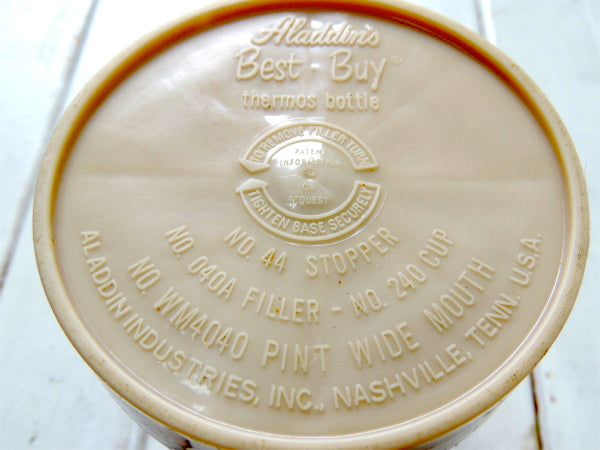 Aladdin's
Best · Buy®
thermos bottle
TO REMOVE FILLER TURN
PATENT
INFORMATION
ON
REQUEST
TIGHTEN BASE SECURELY
NO. 44 STOPPER
NO. 040A FILLER - NO. 240 CUP
NO. WM4040 PINT WIDE MOUTH
ALADDIN INDUSTRIES, INC., NASHVILLE, TENN. U.S.A.